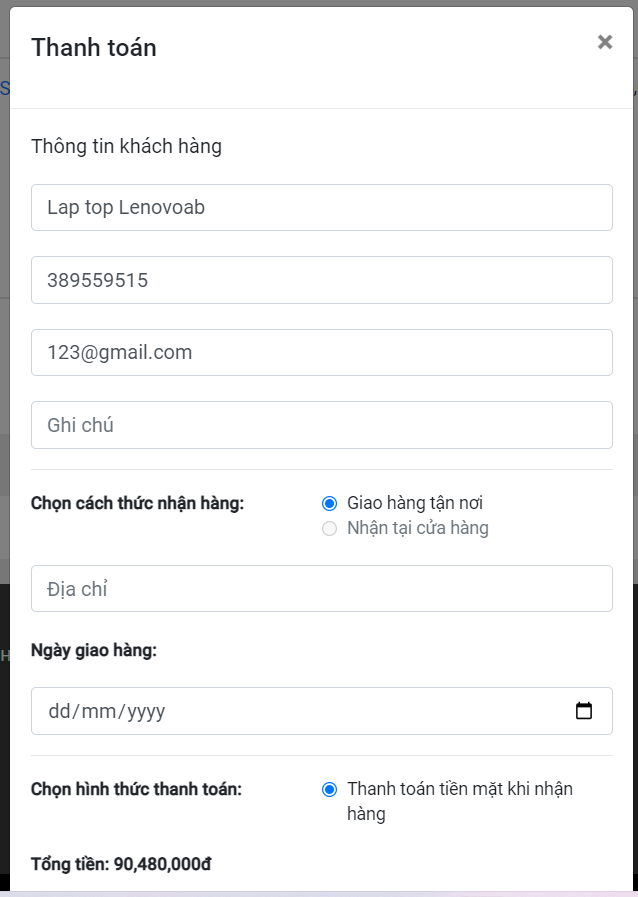 Thanh toán
×
Thông tin khách hàng
Lap top Lenovoab
389559515
123@gmail.com
Ghi chú
Chọn cách thức nhận hàng:
Giao hàng tận nơi
Nhận tại cửa hàng
Địa chỉ
Ngày giao hàng:
dd/mm/yyyy
Chọn hình thức thanh toán:
Thanh toán tiền mặt khi nhận
hàng
Tổng tiền: 90,480,000đ